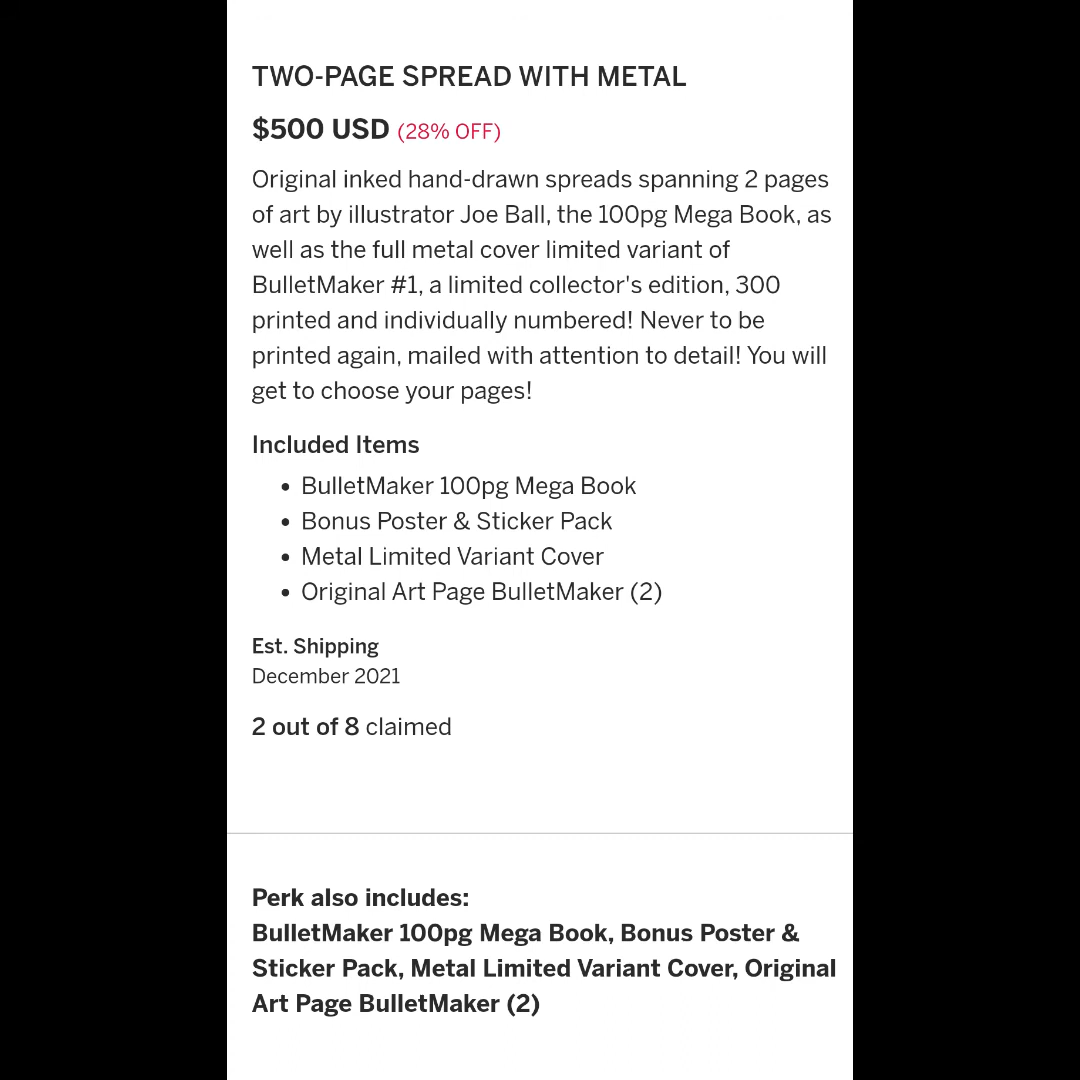 TWO-PAGE SPREAD WITH METAL
$500 USD (28% OFF)
Original inked hand-drawn spreads spanning 2 pages
of art by illustrator Joe Ball, the 100pg Mega Book, as
well as the full metal cover limited variant of
BulletMaker #1, a limited collector's edition, 300
printed and individually numbered! Never to be
printed again, mailed with attention to detail! You will
get to choose your pages!
Included Items
• BulletMaker 100pg Mega Book
• Bonus Poster & Sticker Pack
• Metal Limited Variant Cover
• Original Art Page BulletMaker (2)
Est. Shipping
December 2021
2 out of 8 claimed
Perk also includes:
BulletMaker 100pg Mega Book, Bonus Poster &
Sticker Pack, Metal Limited Variant Cover, Original
Art Page BulletMaker (2)